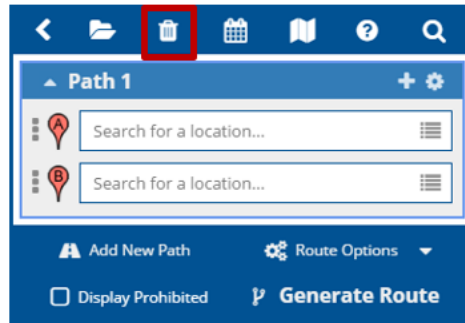 Path 1
A Search for a location...
B Search for a location...
Add New Path Route Options
Display Prohibited Generate Route